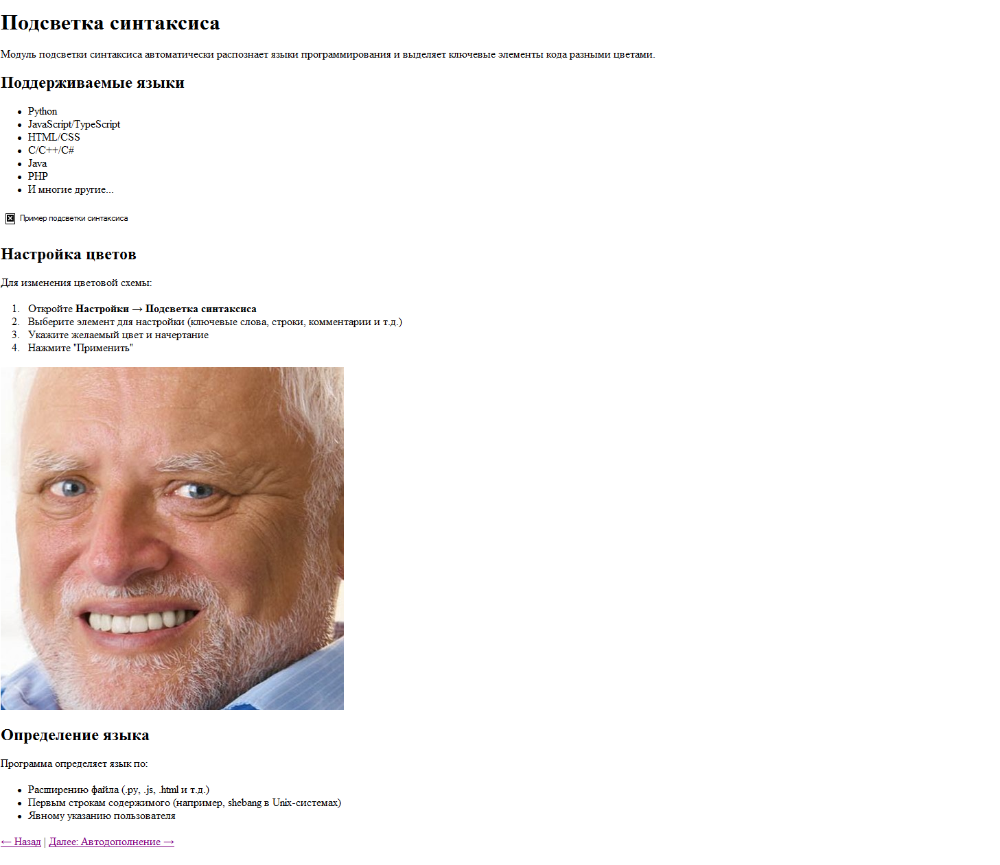 Подсветка синтаксиса
Модуль подсветки синтаксиса автоматически распознает языки программирования и выделяет ключевые элементы кода разными цветами.
Поддерживаемые языки
• Python
• JavaScript/TypeScript
• HTML/CSS
• C/C++/C#
• Java
• PHP
• И многие другие...
Пример подсветки синтаксиса
Настройка цветов
Для изменения цветовой схемы:
1. Откройте Настройки → Подсветка синтаксиса
2. Выберите элемент для настройки (ключевые слова, строки, комментарии и т.д.)
3. Укажите желаемый цвет и начертание
4. Нажмите "Применить"
Определение языка
Программа определяет язык по:
• Расширению файла (.py, .js, .html и т.д.)
• Первым строкам содержимого (например, shebang в Unix-системах)
• Явному указанию пользователя
← Назад | Далее: Автодополнение →